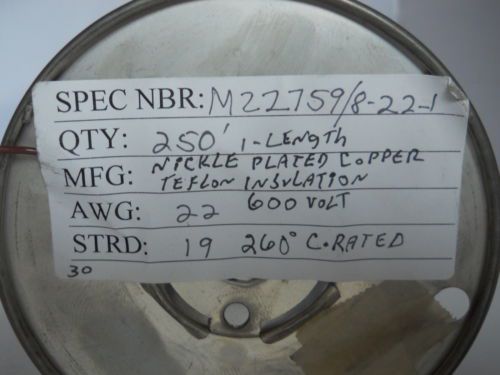 SPEC NBR: M22759/8-22-1
QTY: 250' 1-LENGTH
MFG: NICKLE PLATED COPPER
TEFLON INSULATION
AWG: 22 600 VOLT
STRD: 19 260° C.RATED
30